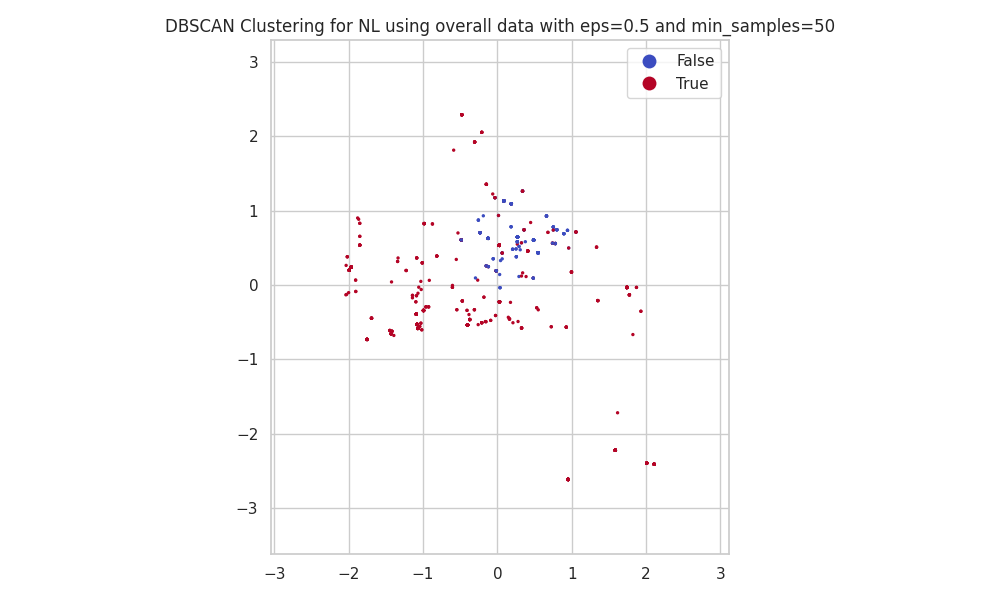 DBSCAN Clustering for NL using overall data with eps=0.5 and min_samples=50
False
True
3
2
1
0
−1
−2
−3
−3 −2 −1 0 1 2 3